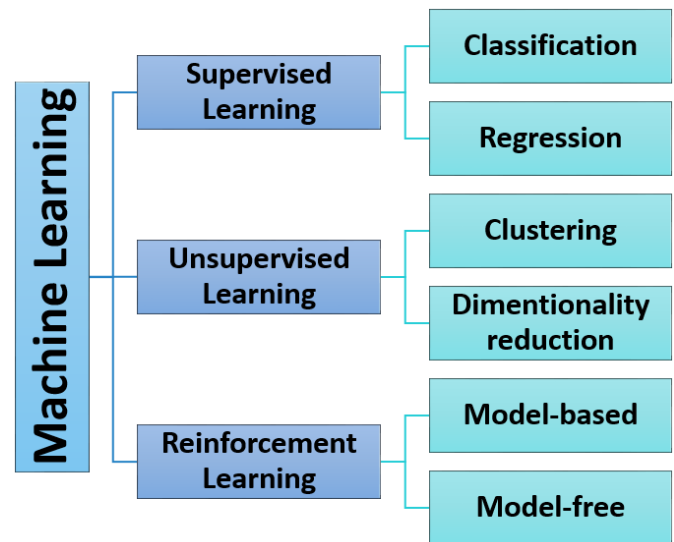 Machine Learning
Supervised
Learning
Classification
Regression
Unsupervised
Learning
Clustering
Dimentionality
reduction
Reinforcement
Learning
Model-based
Model-free